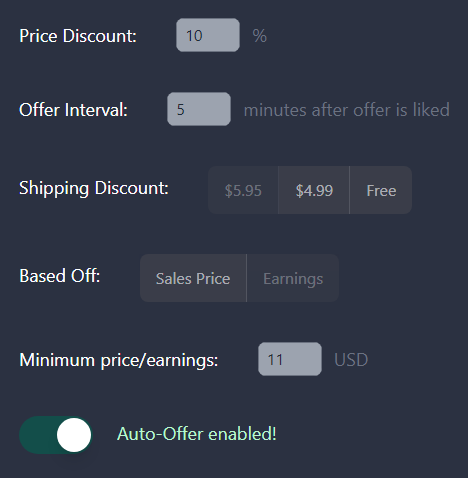 Price Discount: 10 %
Offer Interval: 5 minutes after offer is liked
Shipping Discount: $5.95 $4.99 Free
Based Off: Sales Price Earnings
Minimum price/earnings: 11 USD
Auto-Offer enabled!